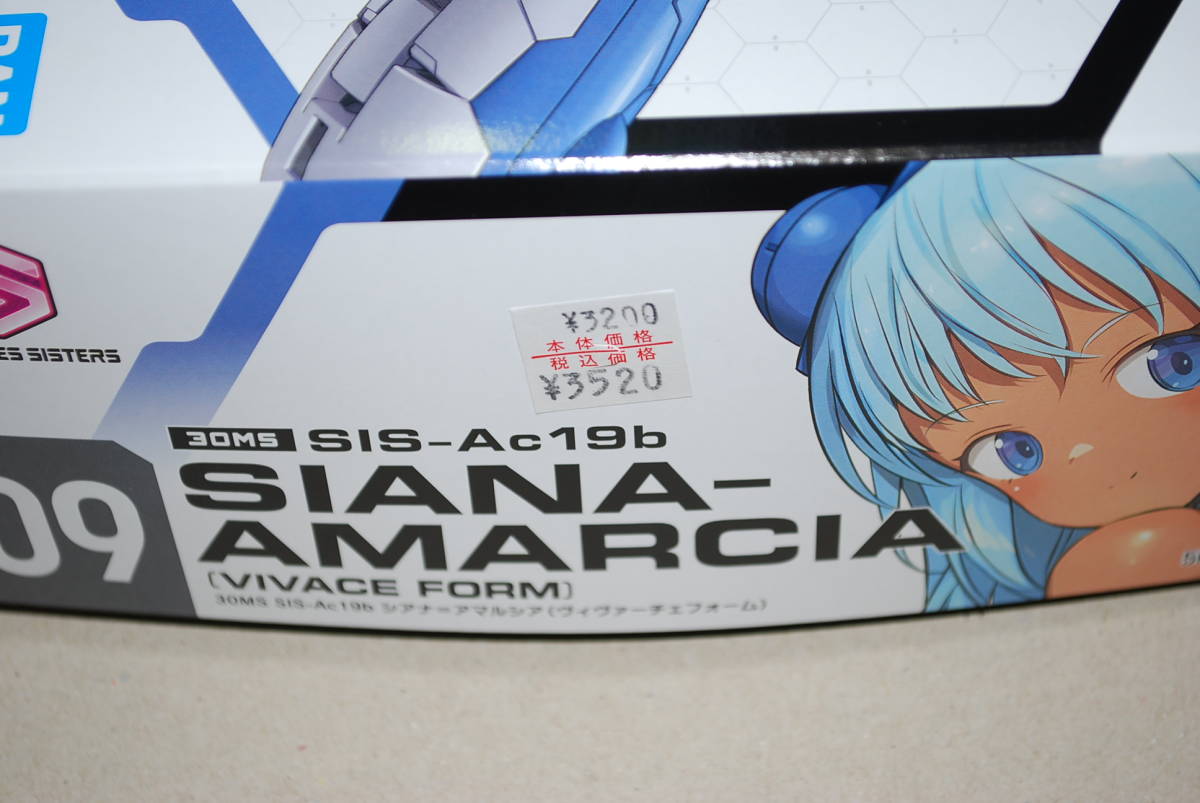 ¥3200
本体価格
税込価格
¥3520
ES SISTERS
30MS SIS-Ac19b
SIANA-
AMARCIA
(VIVACE FORM)
30MS SIS-Ac19b シアナ=アマルシア(ヴィヴァーチェフォーム)
09